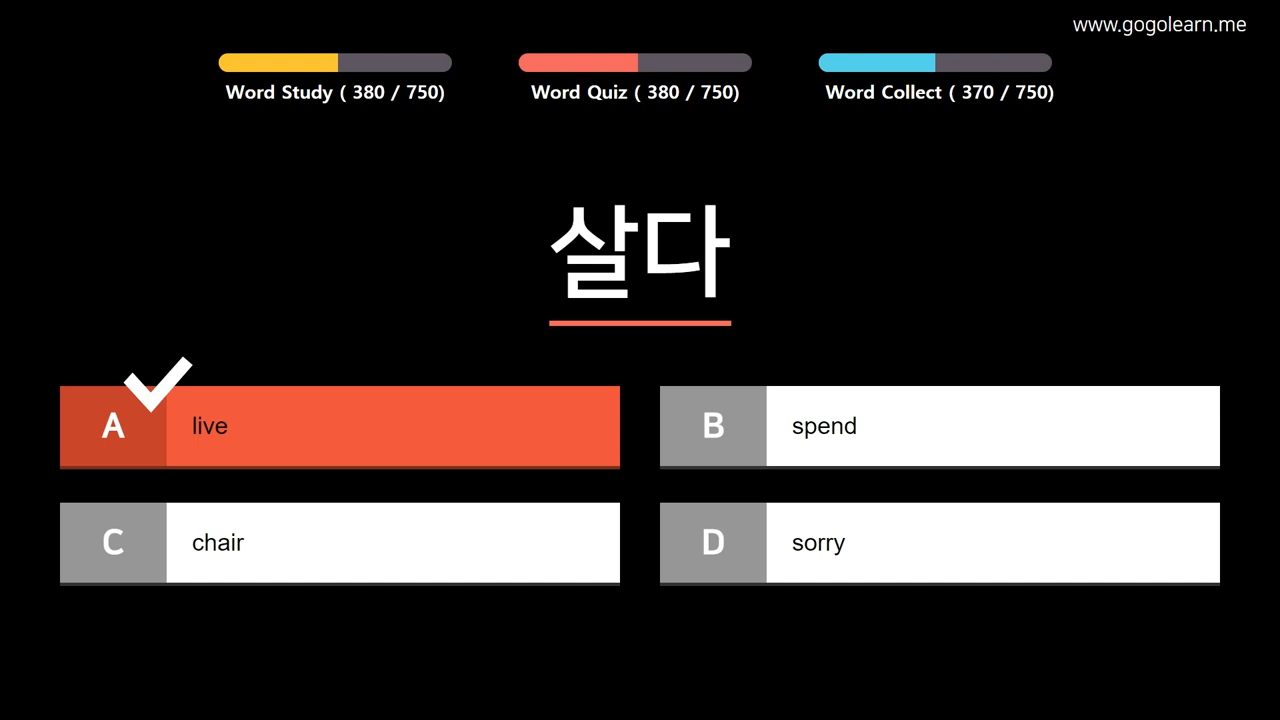 www.gogolearn.me
Word Study ( 380 / 750)
Word Quiz ( 380 / 750)
Word Collect ( 370 / 750)
살다
A live
B spend
C chair
D sorry